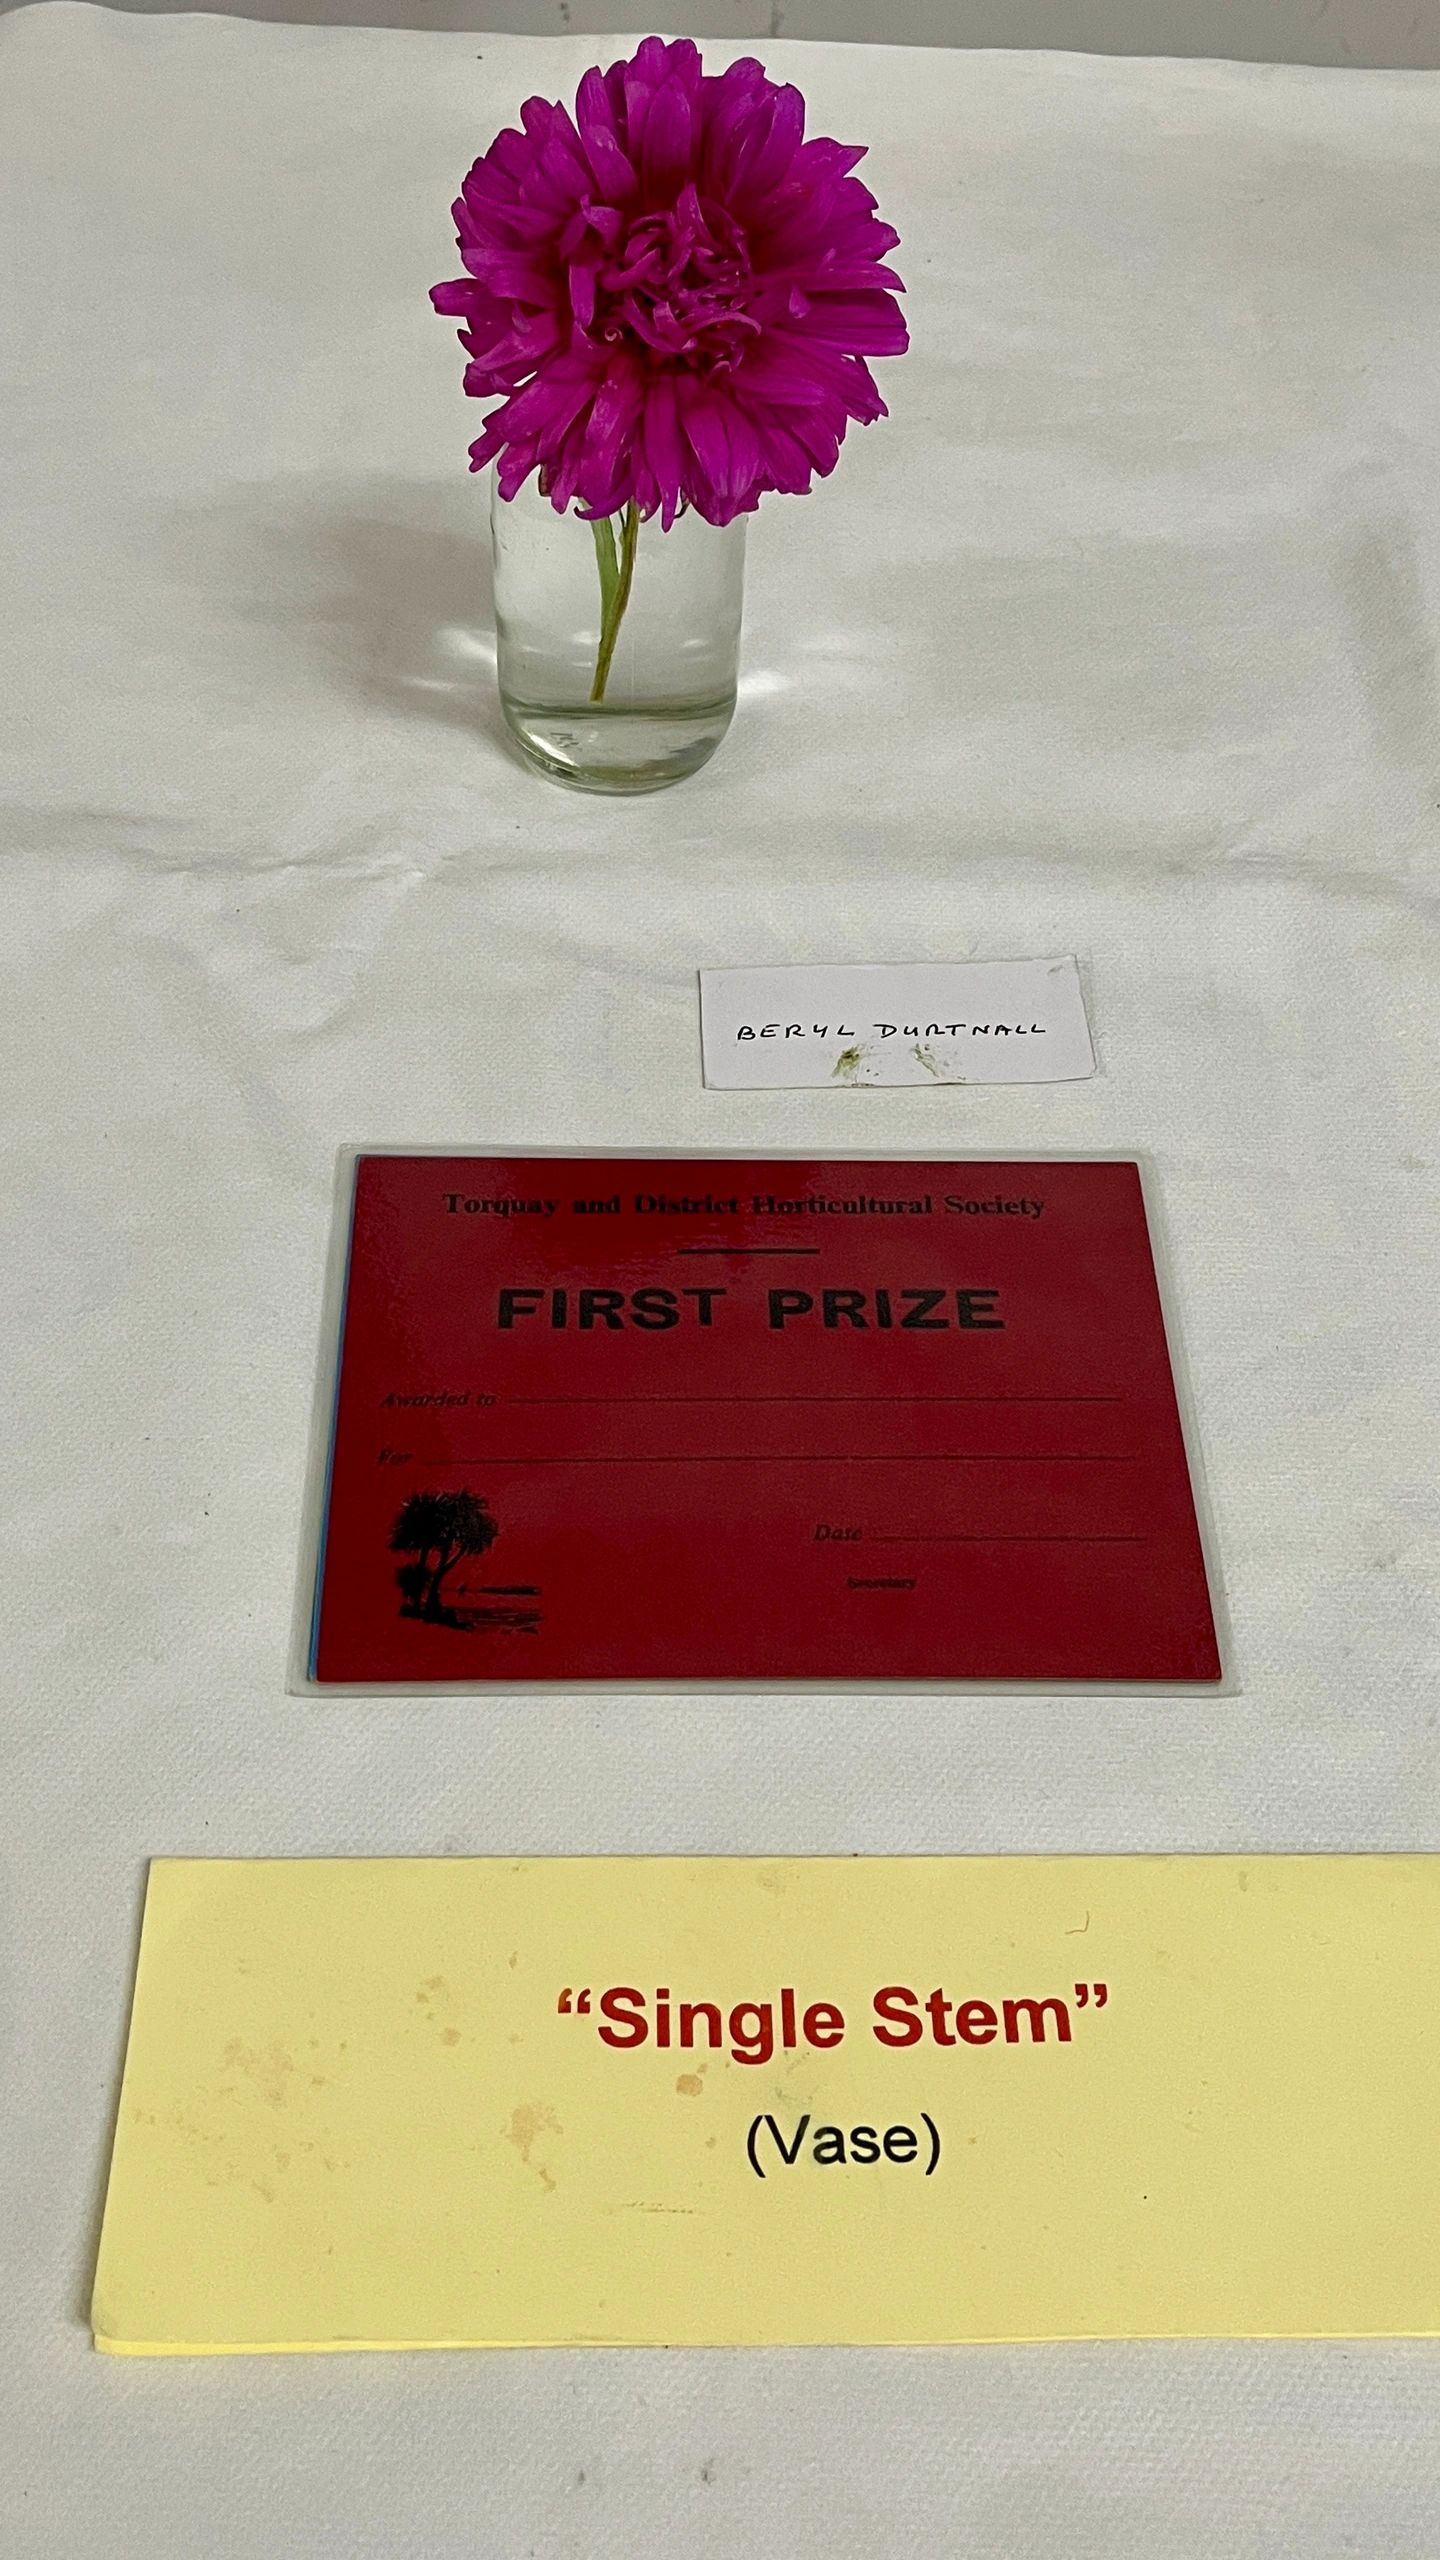 BERYL DURTNALL
Torquay and District Horticultural Society
FIRST PRIZE
Awarded to
For
Date
Secretary
“Single Stem”
(Vase)